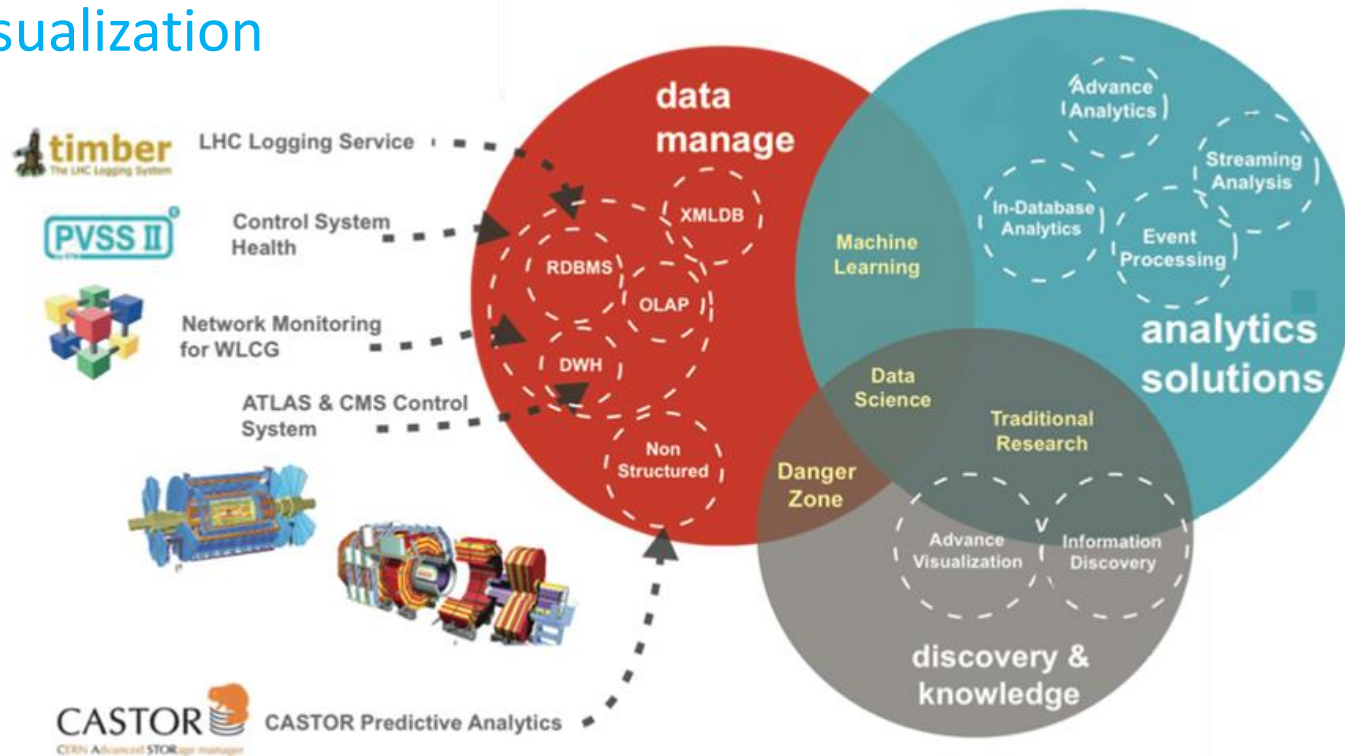 sualization
timber
The LHC Logging System
LHC Logging Service
PVSS II
Control System
Health
Network Monitoring
for WLCG
ATLAS & CMS Control
System
CASTOR
CERN Advanced STORage manager
CASTOR Predictive Analytics
data
manage
XMLDB
RDBMS
OLAP
DWH
Non
Structured
Machine
Learning
Data
Science
Danger
Zone
Traditional
Research
Advance
Analytics
Streaming
Analysis
In-Database
Analytics
Event
Processing
analytics
solutions
Advance
Visualization
Information
Discovery
discovery &
knowledge